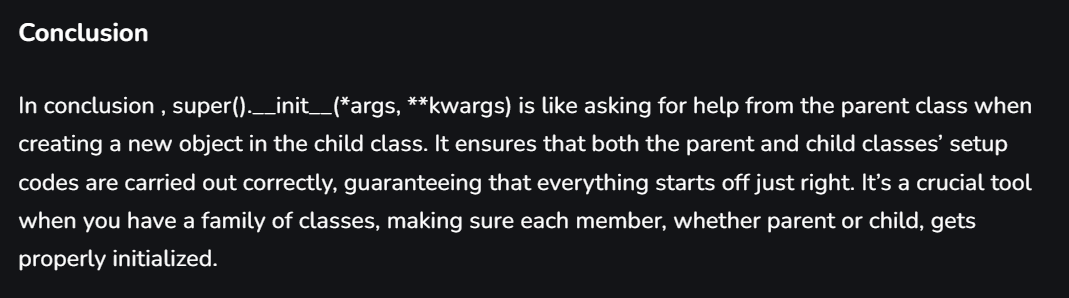 Conclusion
In conclusion , super().__init__(*args, **kwargs) is like asking for help from the parent class when
creating a new object in the child class. It ensures that both the parent and child classes’ setup
codes are carried out correctly, guaranteeing that everything starts off just right. It’s a crucial tool
when you have a family of classes, making sure each member, whether parent or child, gets
properly initialized.